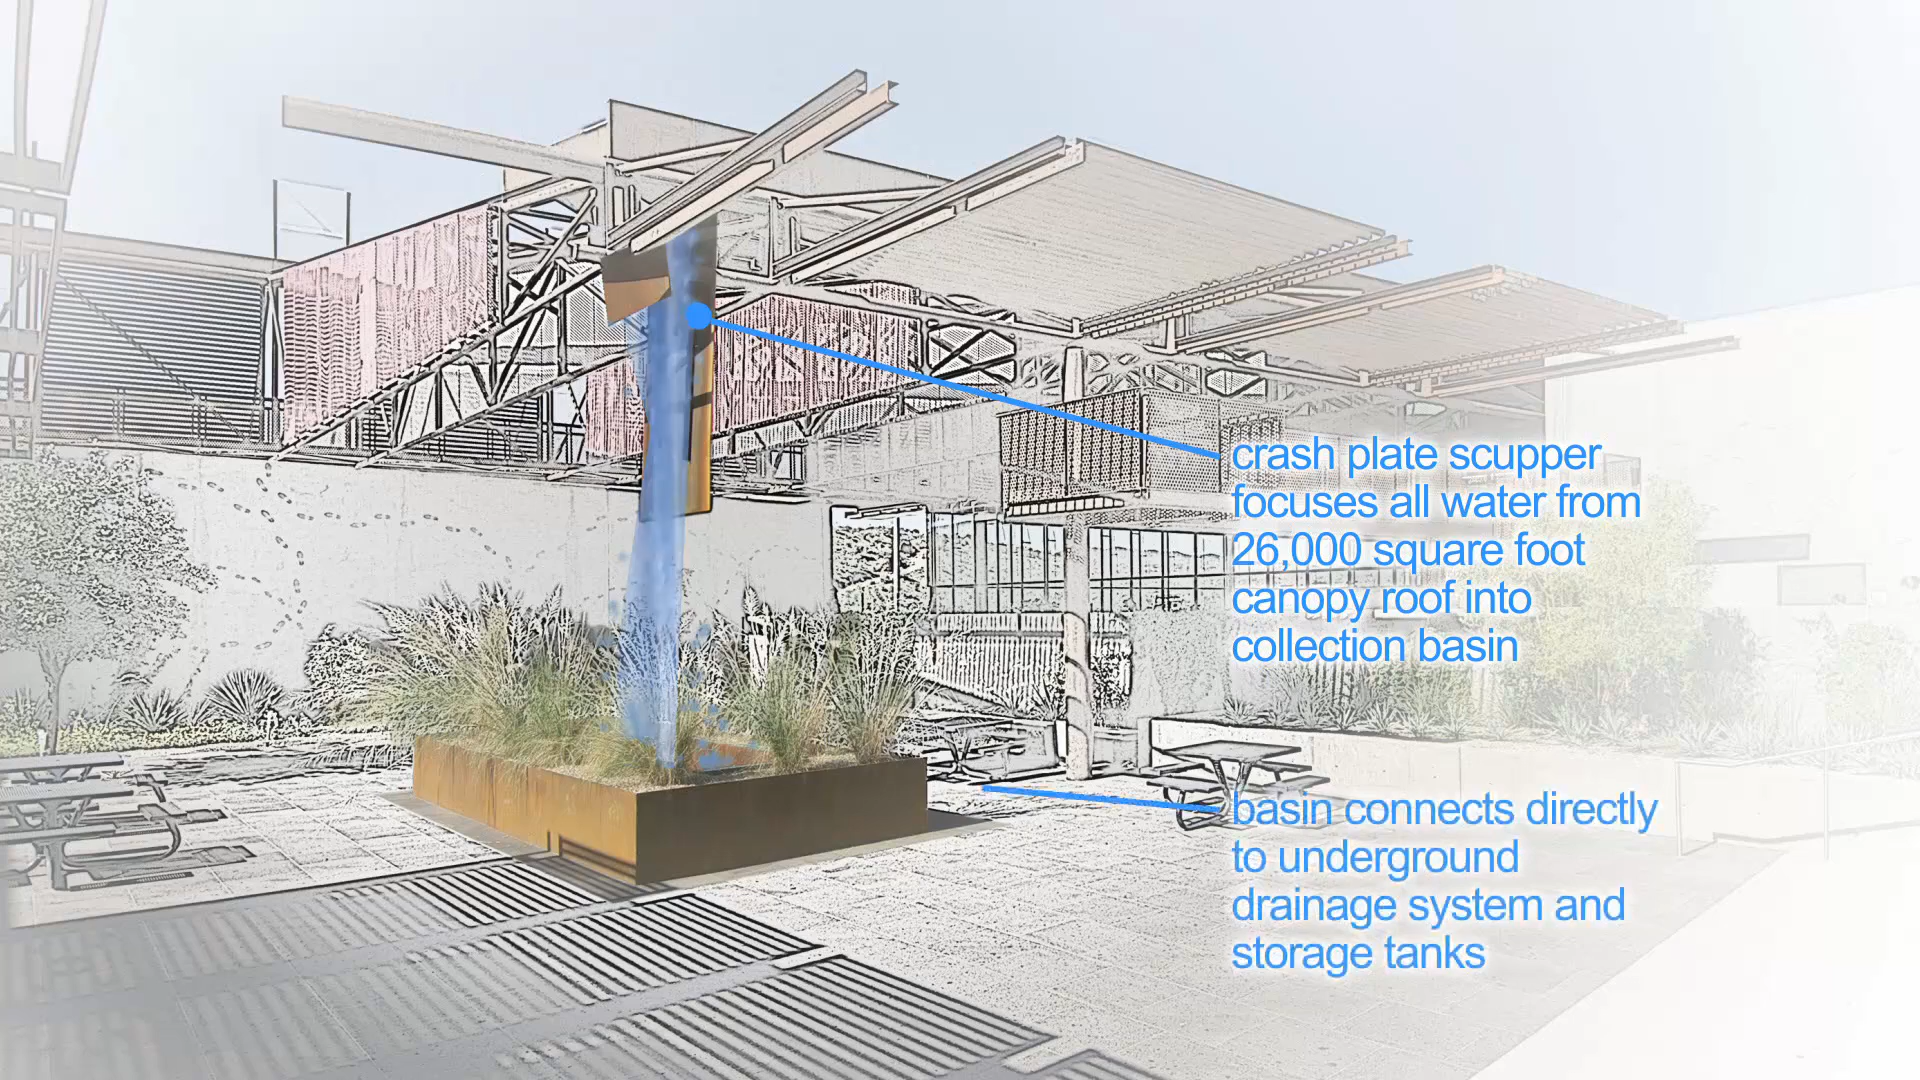 crash plate scupper
focuses all water from
26,000 square foot
canopy roof into
collection basin
basin connects directly
to underground
drainage system and
storage tanks